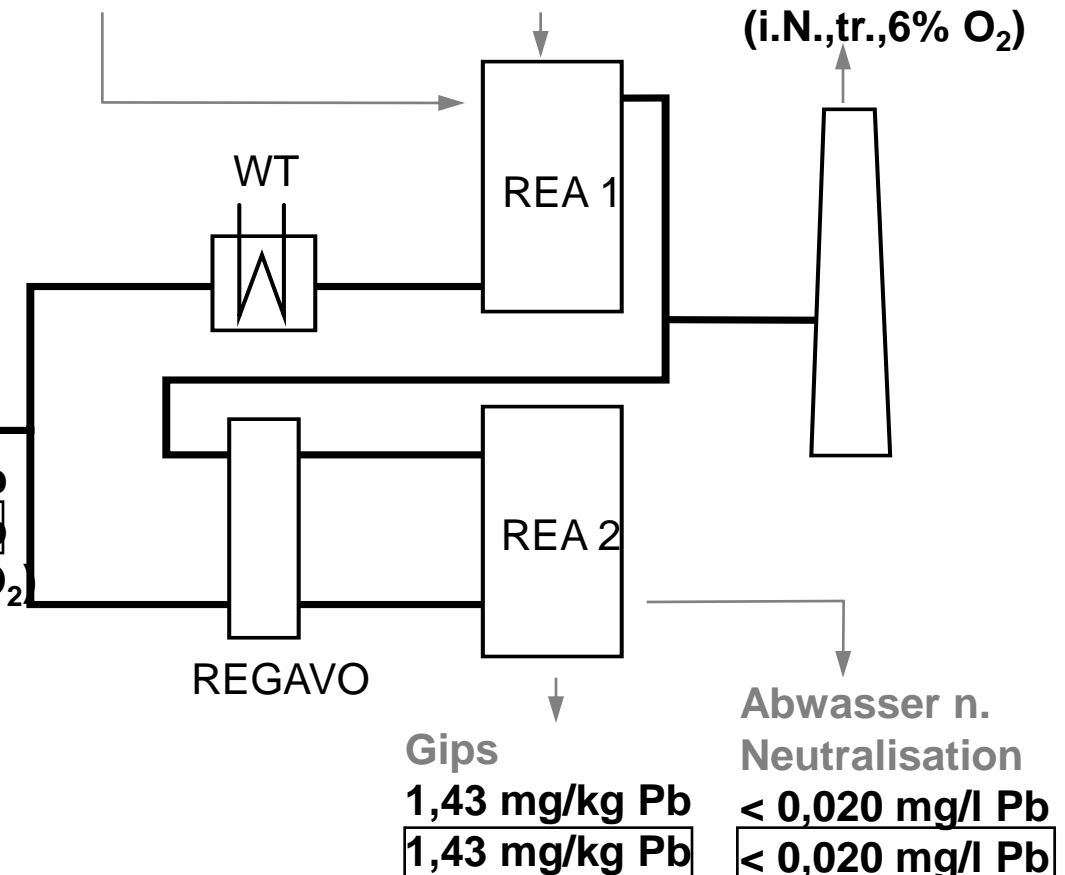 (i.N.,tr.,6% O₂)
WT
REA 1
REA 2
REGAVO
Gips
1,43 mg/kg Pb
1,43 mg/kg Pb
Abwasser n.
Neutralisation
< 0,020 mg/l Pb
< 0,020 mg/l Pb